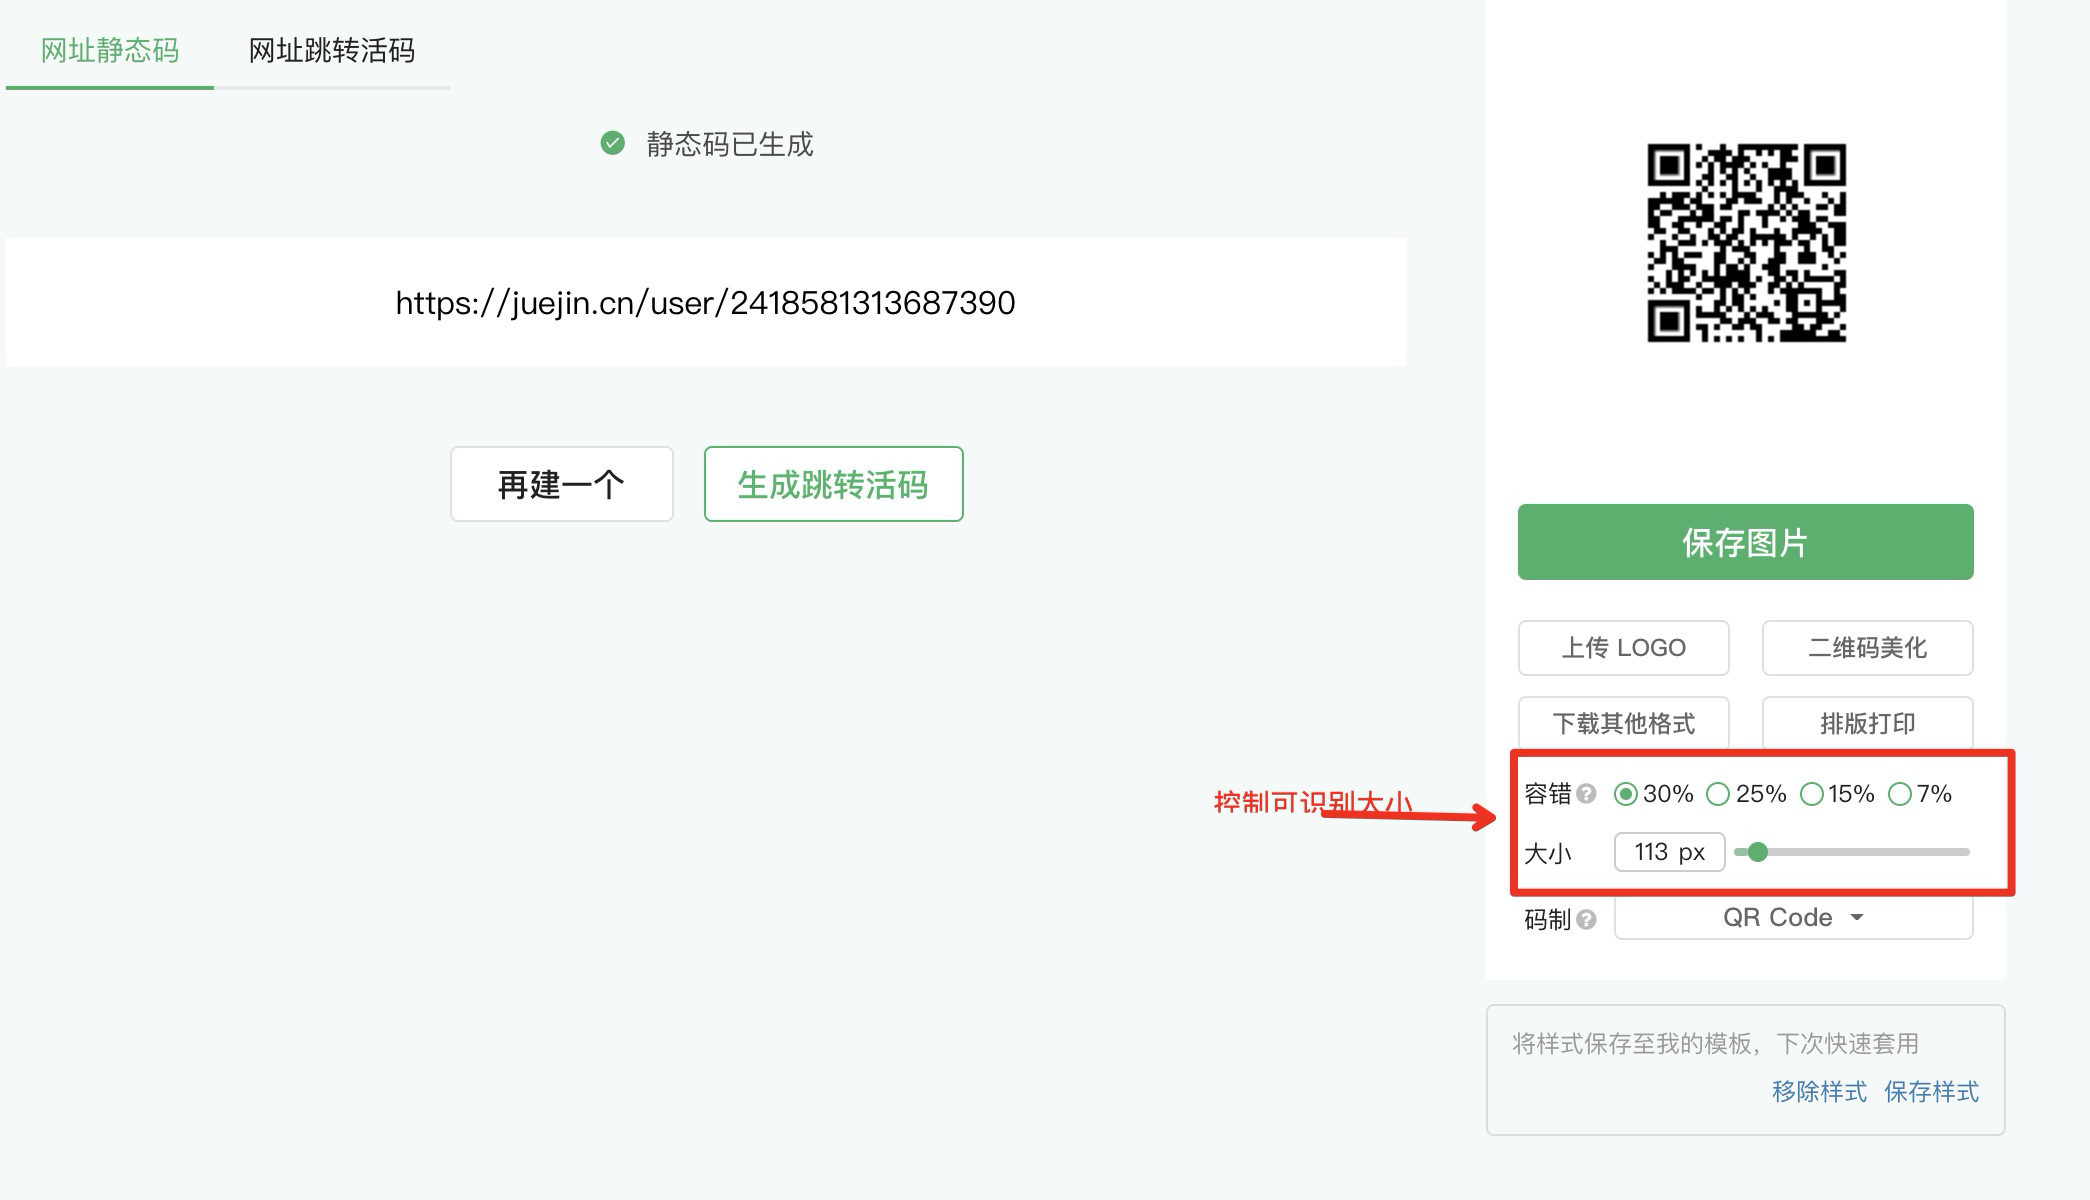 网址静态码 网址跳转活码
静态码已生成
https://juejin.cn/user/2418581313687390
再建一个 生成跳转活码
保存图片
上传 LOGO 二维码美化
下载其他格式 排版打印
控制可识别大小
容错 ? 30% 25% 15% 7%
大小 113 px
码制 ? QR Code
将样式保存至我的模板，下次快速套用
移除样式 保存样式